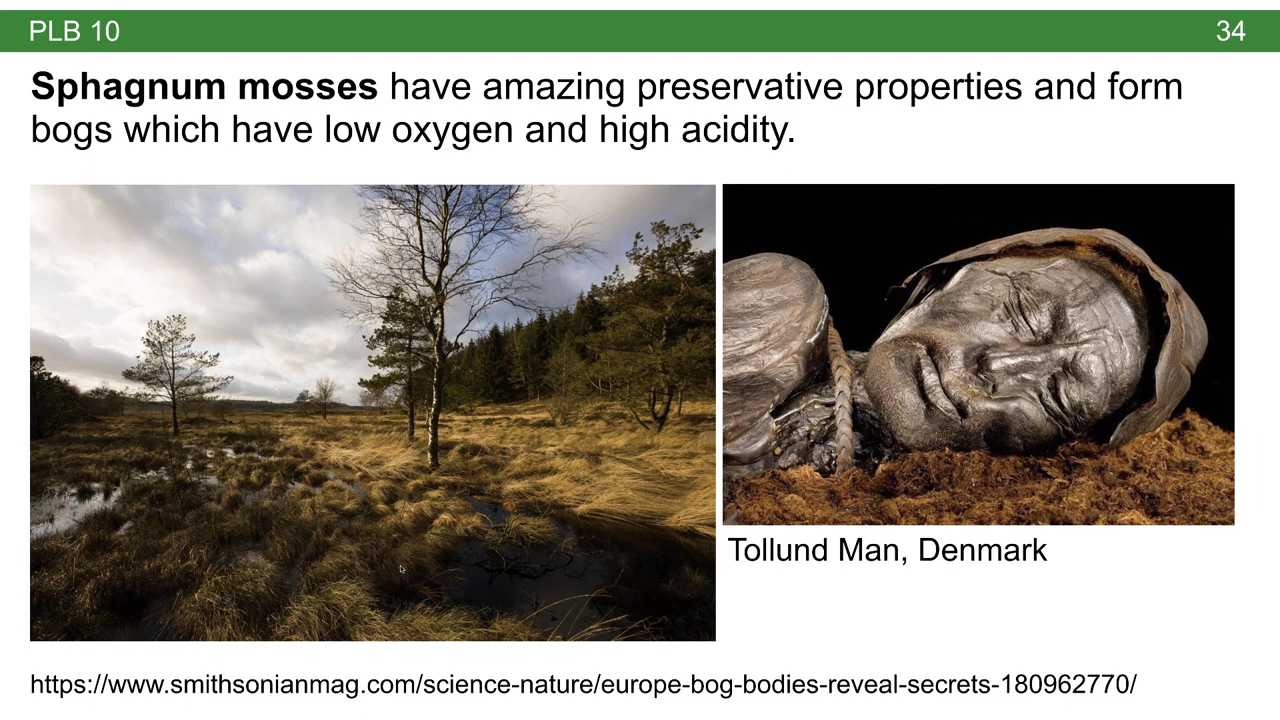 PLB 10
34
Sphagnum mosses have amazing preservative properties and form
bogs which have low oxygen and high acidity.
Tollund Man, Denmark
https://www.smithsonianmag.com/science-nature/europe-bog-bodies-reveal-secrets-180962770/